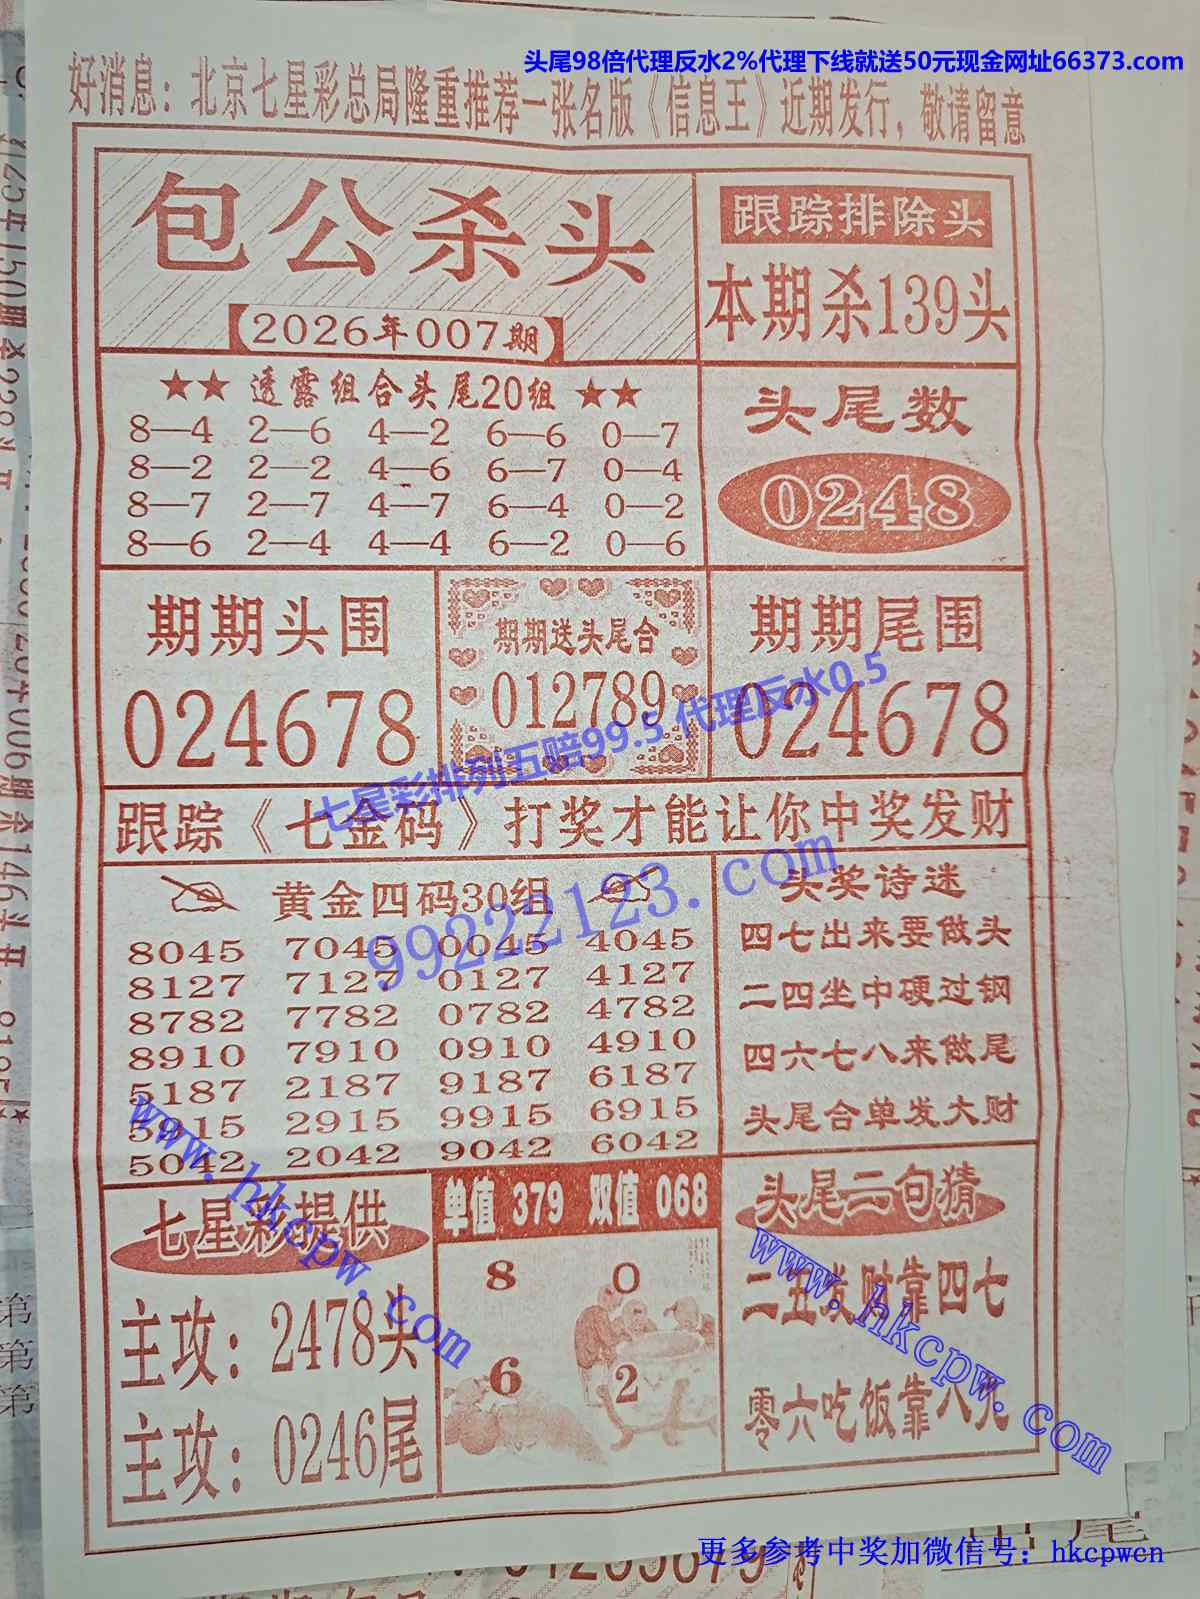 头尾98倍代理反水2%代理下线就送50元现金网址66373.com
好消息：北京七星彩总局隆重推荐一张名版《信息王》近期发行，敬请留意
包公杀头
【2026年007期】
跟踪排除头
本期杀139头
★★ 透露组合头尾20组 ★★
8—4 2—6 4—2 6—6 0—7
8—2 2—2 4—6 6—7 0—4
8—7 2—7 4—7 6—4 0—2
8—6 2—4 4—4 6—2 0—6
头尾数
0248
期期头围
024678
期期送头尾合
012789
期期尾围
024678
七星彩排列五赔99.5 代理反水0.5
跟踪《七金码》打奖才能让你中奖发财
99222123.com
黄金四码30组
8045 7045 0045 4045
8127 7127 0127 4127
8782 7782 0782 4782
8910 7910 0910 4910
5187 2187 9187 6187
5915 2915 9915 6915
5042 2042 9042 6042
头奖诗迷
四七出来要做头
二四坐中硬过钢
四六七八来做尾
头尾合单发大财
www.hkcpw.com
七星彩提供
主攻：2478头
主攻：0246尾
单值 379 双值 068
8 0
6 2
头尾二句猜
二五发财靠四七
零六吃饭靠八九
www.hkcpw.com
更多参考中奖加微信号：hkcpwcn